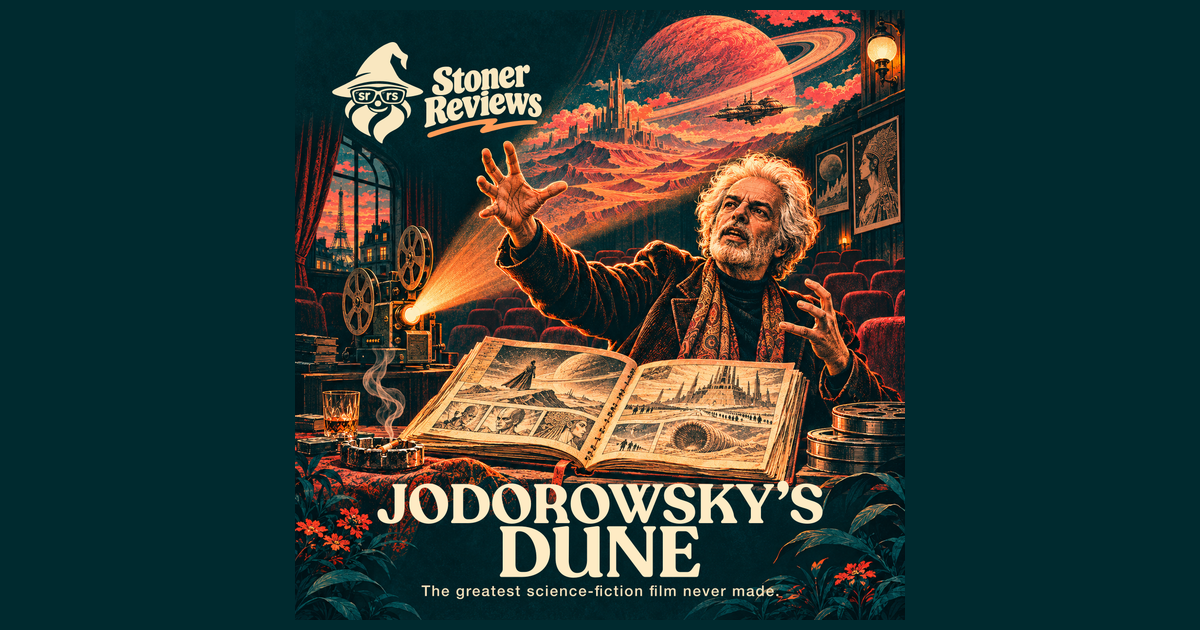 sr rs
Stoner
Reviews
JODOROWSKY'S
DUNE
The greatest science-fiction film never made.